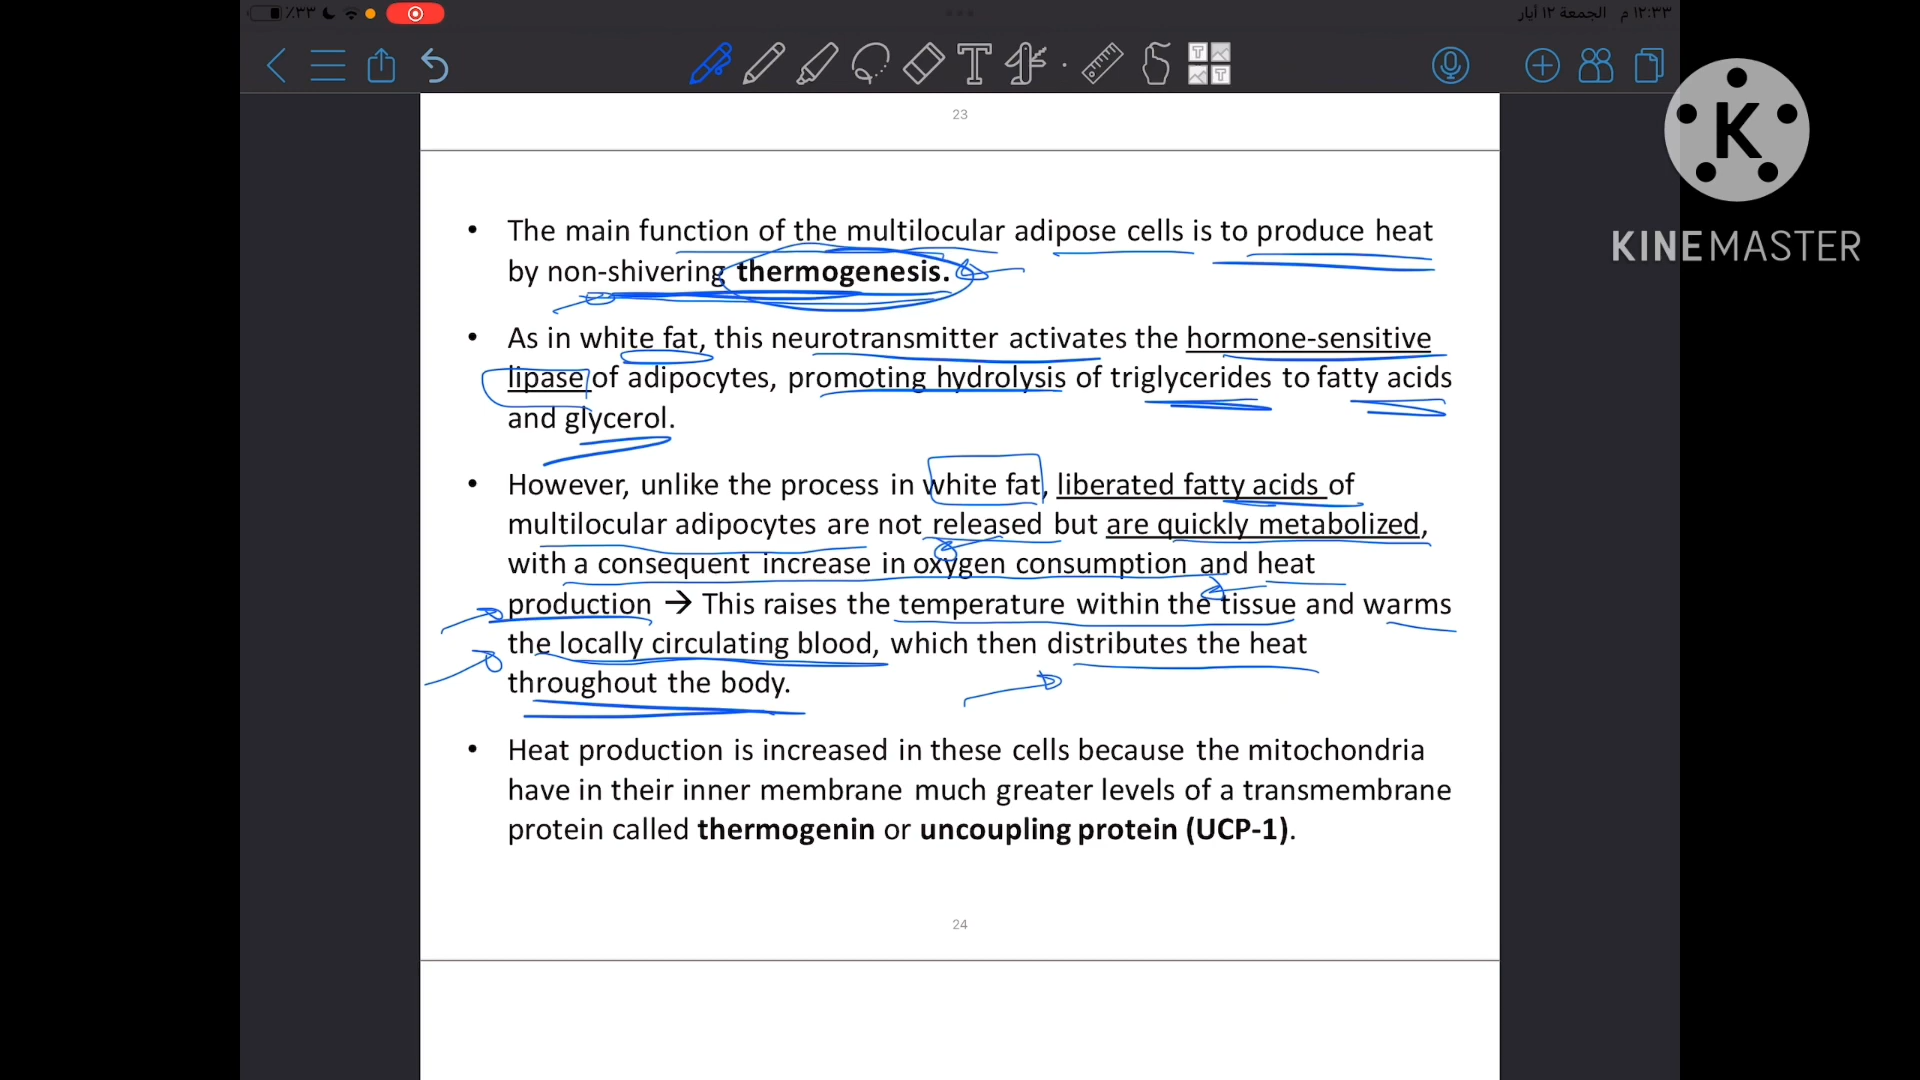 ٪٣٣
١٢:٣٣ م الجمعة ١٢ أيار
23
• The main function of the multilocular adipose cells is to produce heat
by non-shivering thermogenesis.
• As in white fat, this neurotransmitter activates the hormone-sensitive
lipase of adipocytes, promoting hydrolysis of triglycerides to fatty acids
and glycerol.
• However, unlike the process in white fat, liberated fatty acids of
multilocular adipocytes are not released but are quickly metabolized,
with a consequent increase in oxygen consumption and heat
production → This raises the temperature within the tissue and warms
the locally circulating blood, which then distributes the heat
throughout the body.
• Heat production is increased in these cells because the mitochondria
have in their inner membrane much greater levels of a transmembrane
protein called thermogenin or uncoupling protein (UCP-1).
24
K
KINEMASTER